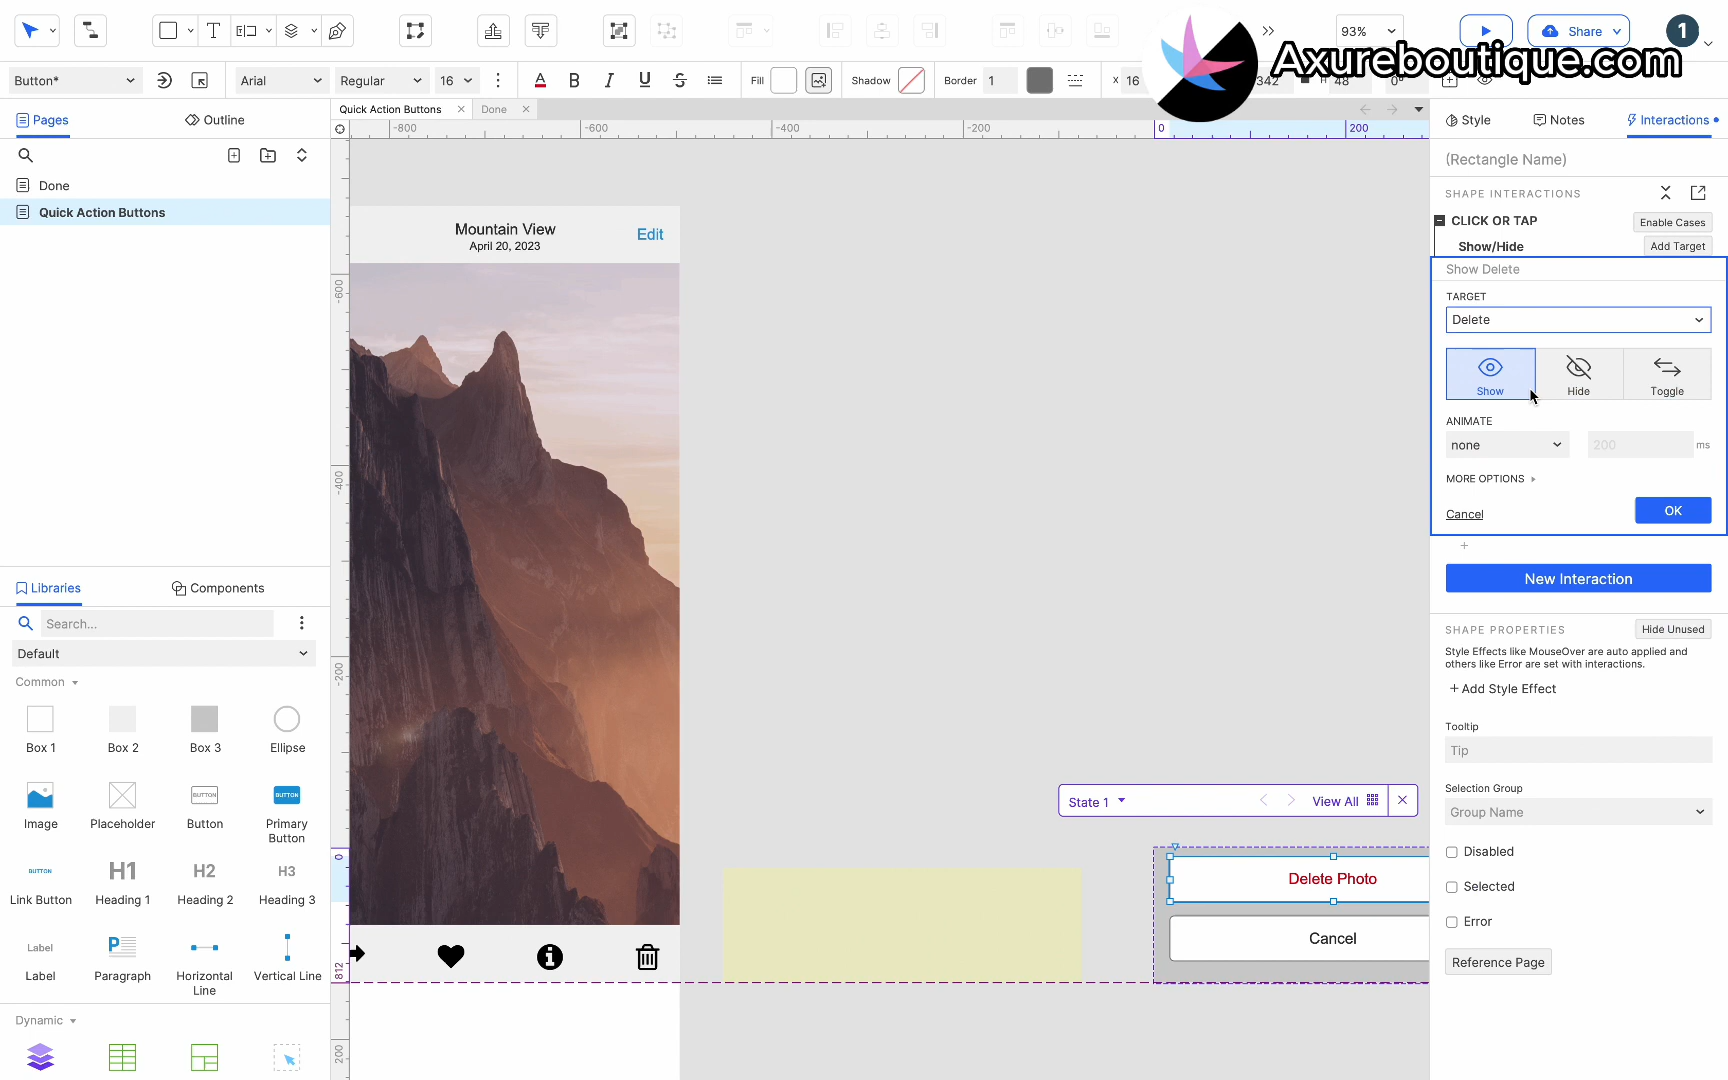 93%
Share
1
Axureboutique.com
Button*
Arial
Regular
16
Fill
Shadow
Border
1
X
16
342
H
48
0°
Pages
Outline
Quick Action Buttons
Done
-800
-600
-400
-200
0
200
Style
Notes
Interactions
Done
Quick Action Buttons
(Rectangle Name)
SHAPE INTERACTIONS
CLICK OR TAP
Enable Cases
Show/Hide
Add Target
Show Delete
TARGET
Delete
Show
Hide
Toggle
ANIMATE
none
200
ms
MORE OPTIONS
Cancel
OK
New Interaction
SHAPE PROPERTIES
Hide Unused
Style Effects like MouseOver are auto applied and
others like Error are set with interactions.
+ Add Style Effect
Tooltip
Tip
Selection Group
Group Name
Disabled
Selected
Error
Reference Page
Mountain View
April 20, 2023
Edit
-600
-400
-200
0
812
200
State 1
View All
Delete Photo
Cancel
Libraries
Components
Search...
Default
Common
Box 1
Box 2
Box 3
Ellipse
Image
Placeholder
BUTTON
Button
BUTTON
Primary
Button
BUTTON
Link Button
H1
Heading 1
H2
Heading 2
H3
Heading 3
Label
Label
Paragraph
Horizontal
Line
Vertical Line
Dynamic